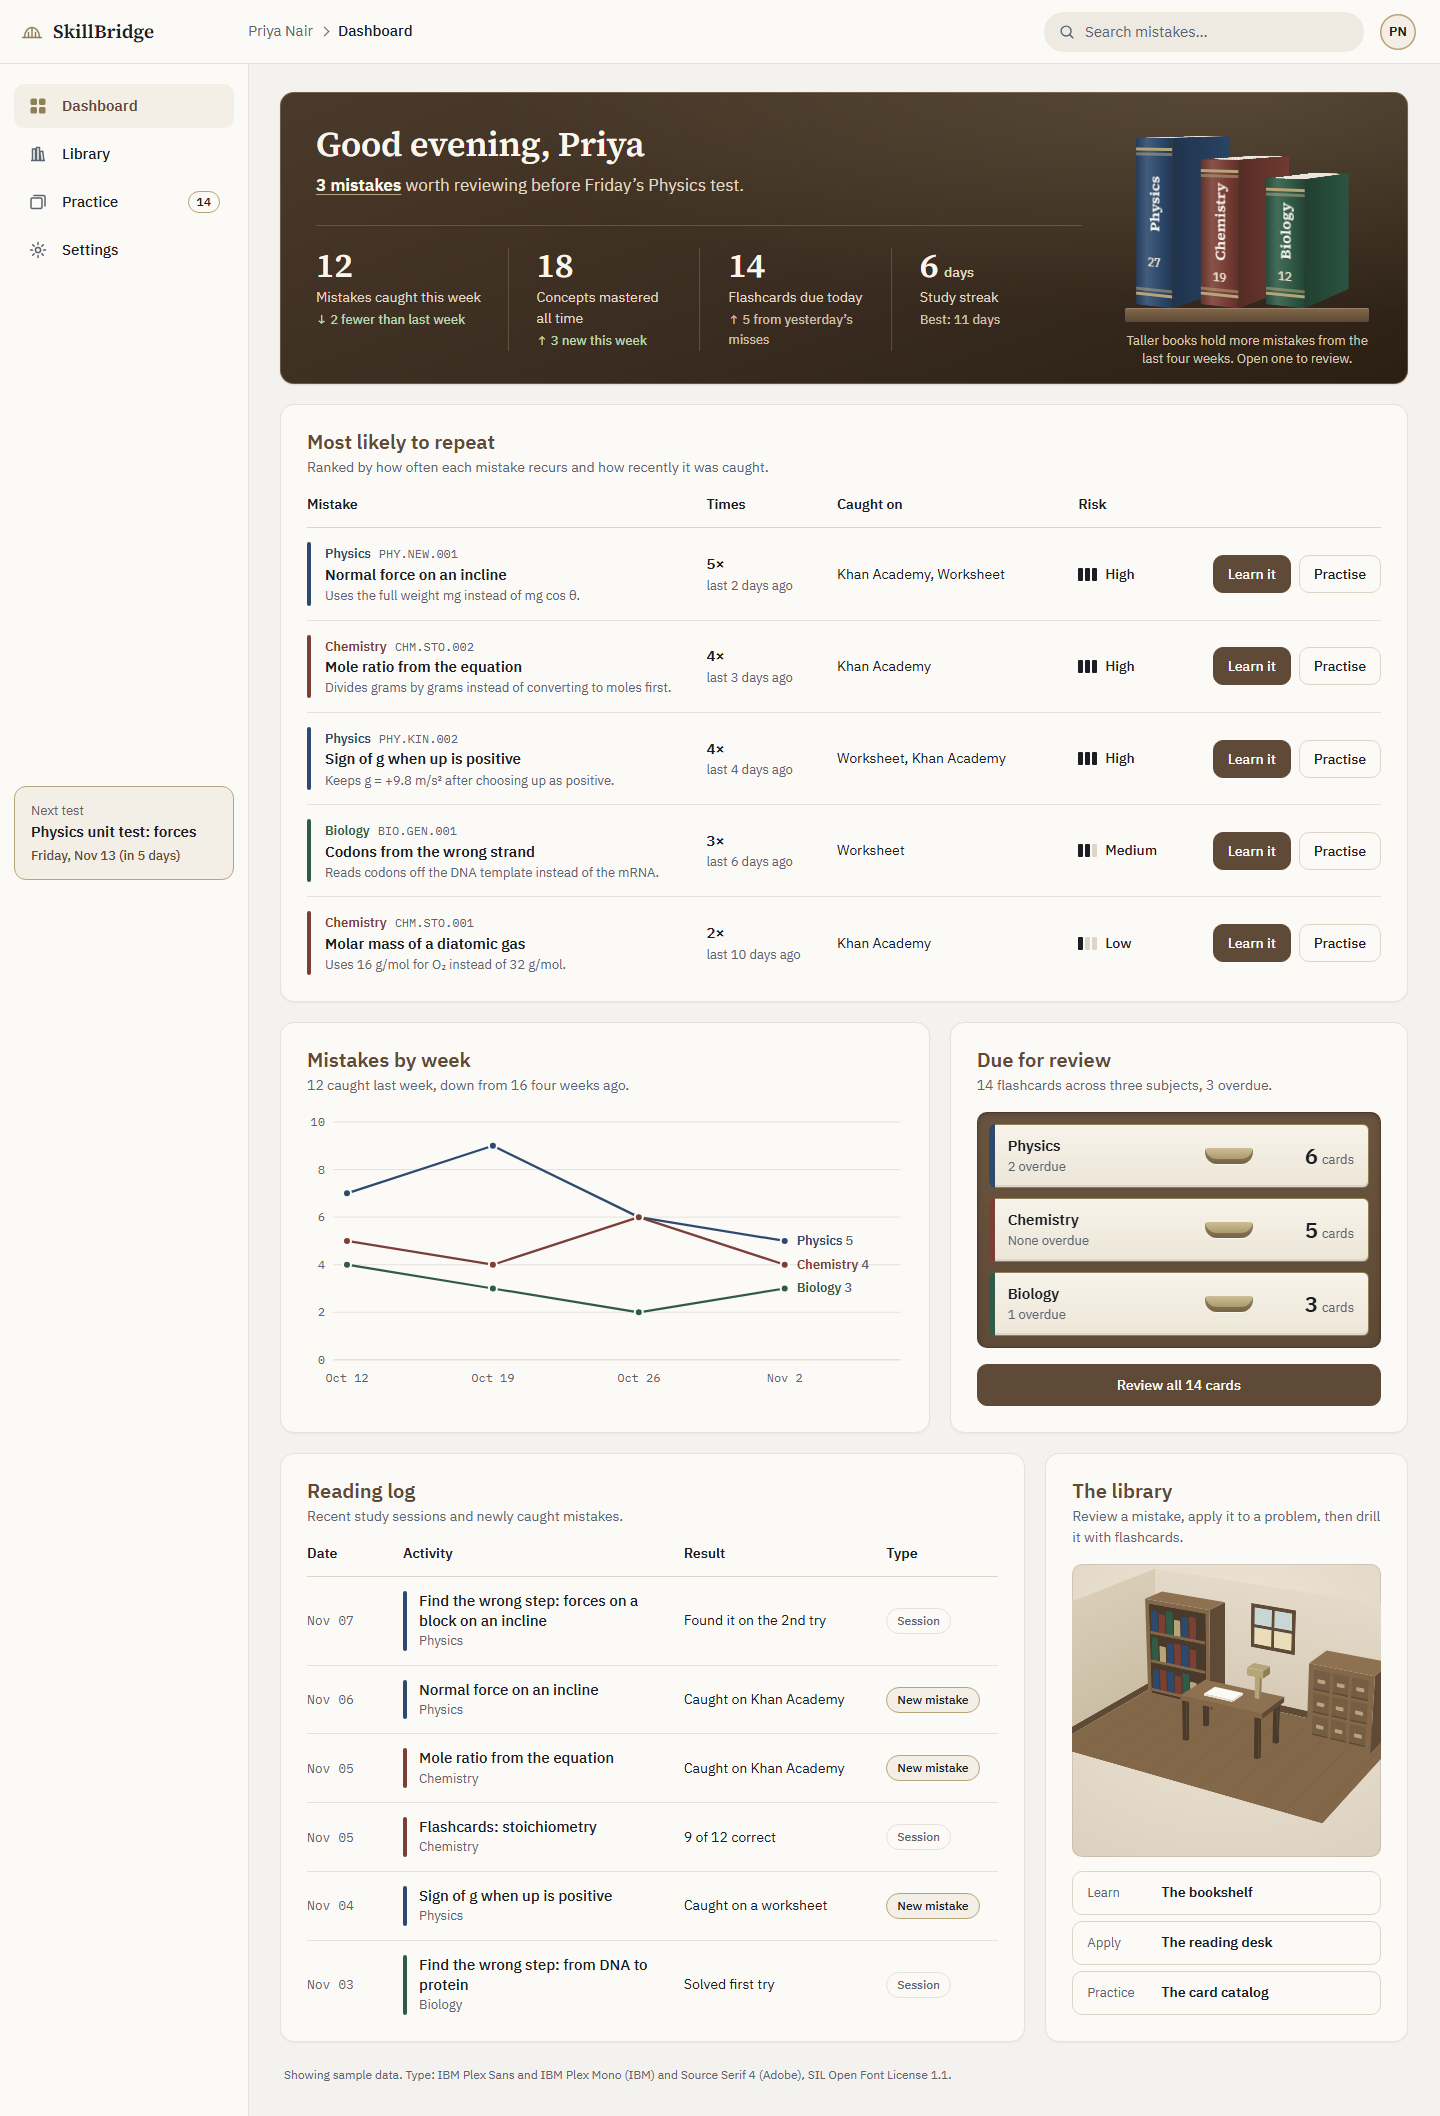 SkillBridge
Priya Nair > Dashboard
Search mistakes...
PN
Dashboard
Library
Practice 14
Settings
Next test
Physics unit test: forces
Friday, Nov 13 (in 5 days)
Good evening, Priya
3 mistakes worth reviewing before Friday’s Physics test.
12
Mistakes caught this week
↓ 2 fewer than last week
18
Concepts mastered
all time
↑ 3 new this week
14
Flashcards due today
↑ 5 from yesterday’s
misses
6 days
Study streak
Best: 11 days
Physics
27
Chemistry
19
Biology
12
Taller books hold more mistakes from the
last four weeks. Open one to review.
Most likely to repeat
Ranked by how often each mistake recurs and how recently it was caught.
Mistake Times Caught on Risk
Physics PHY.NEW.001
Normal force on an incline
Uses the full weight mg instead of mg cos θ.
5×
last 2 days ago
Khan Academy, Worksheet
High
Learn it
Practise
Chemistry CHM.STO.002
Mole ratio from the equation
Divides grams by grams instead of converting to moles first.
4×
last 3 days ago
Khan Academy
High
Learn it
Practise
Physics PHY.KIN.002
Sign of g when up is positive
Keeps g = +9.8 m/s² after choosing up as positive.
4×
last 4 days ago
Worksheet, Khan Academy
High
Learn it
Practise
Biology BIO.GEN.001
Codons from the wrong strand
Reads codons off the DNA template instead of the mRNA.
3×
last 6 days ago
Worksheet
Medium
Learn it
Practise
Chemistry CHM.STO.001
Molar mass of a diatomic gas
Uses 16 g/mol for O₂ instead of 32 g/mol.
2×
last 10 days ago
Khan Academy
Low
Learn it
Practise
Mistakes by week
12 caught last week, down from 16 four weeks ago.
10
8
6
4
2
0
Oct 12 Oct 19 Oct 26 Nov 2
Physics 5
Chemistry 4
Biology 3
Due for review
14 flashcards across three subjects, 3 overdue.
Physics
2 overdue
6 cards
Chemistry
None overdue
5 cards
Biology
1 overdue
3 cards
Review all 14 cards
Reading log
Recent study sessions and newly caught mistakes.
Date Activity Result Type
Nov 07
Find the wrong step: forces on a
block on an incline
Physics
Found it on the 2nd try
Session
Nov 06
Normal force on an incline
Physics
Caught on Khan Academy
New mistake
Nov 05
Mole ratio from the equation
Chemistry
Caught on Khan Academy
New mistake
Nov 05
Flashcards: stoichiometry
Chemistry
9 of 12 correct
Session
Nov 04
Sign of g when up is positive
Physics
Caught on a worksheet
New mistake
Nov 03
Find the wrong step: from DNA to
protein
Biology
Solved first try
Session
The library
Review a mistake, apply it to a problem, then drill
it with flashcards.
Learn The bookshelf
Apply The reading desk
Practice The card catalog
Showing sample data. Type: IBM Plex Sans and IBM Plex Mono (IBM) and Source Serif 4 (Adobe), SIL Open Font License 1.1.